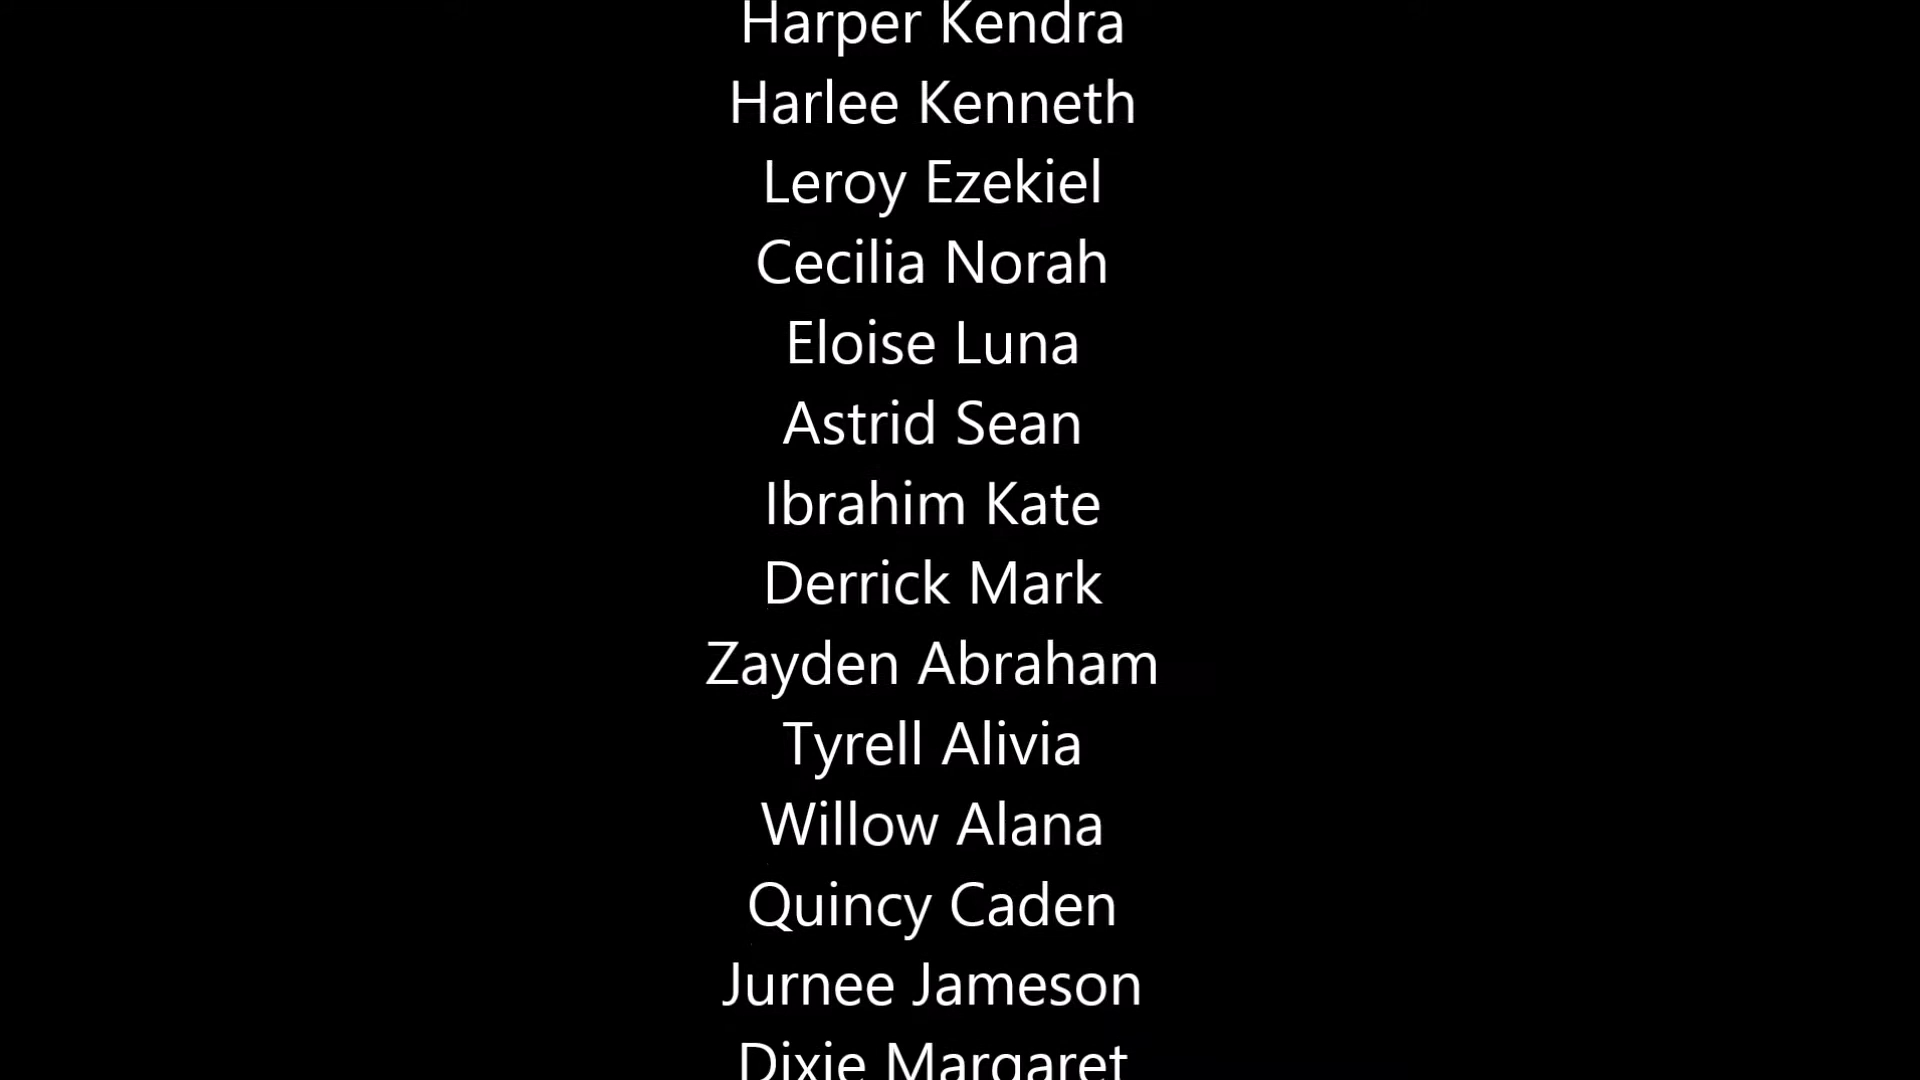 Harper Kendra
Harlee Kenneth
Leroy Ezekiel
Cecilia Norah
Eloise Luna
Astrid Sean
Ibrahim Kate
Derrick Mark
Zayden Abraham
Tyrell Alivia
Willow Alana
Quincy Caden
Jurnee Jameson
Dixie Margaret